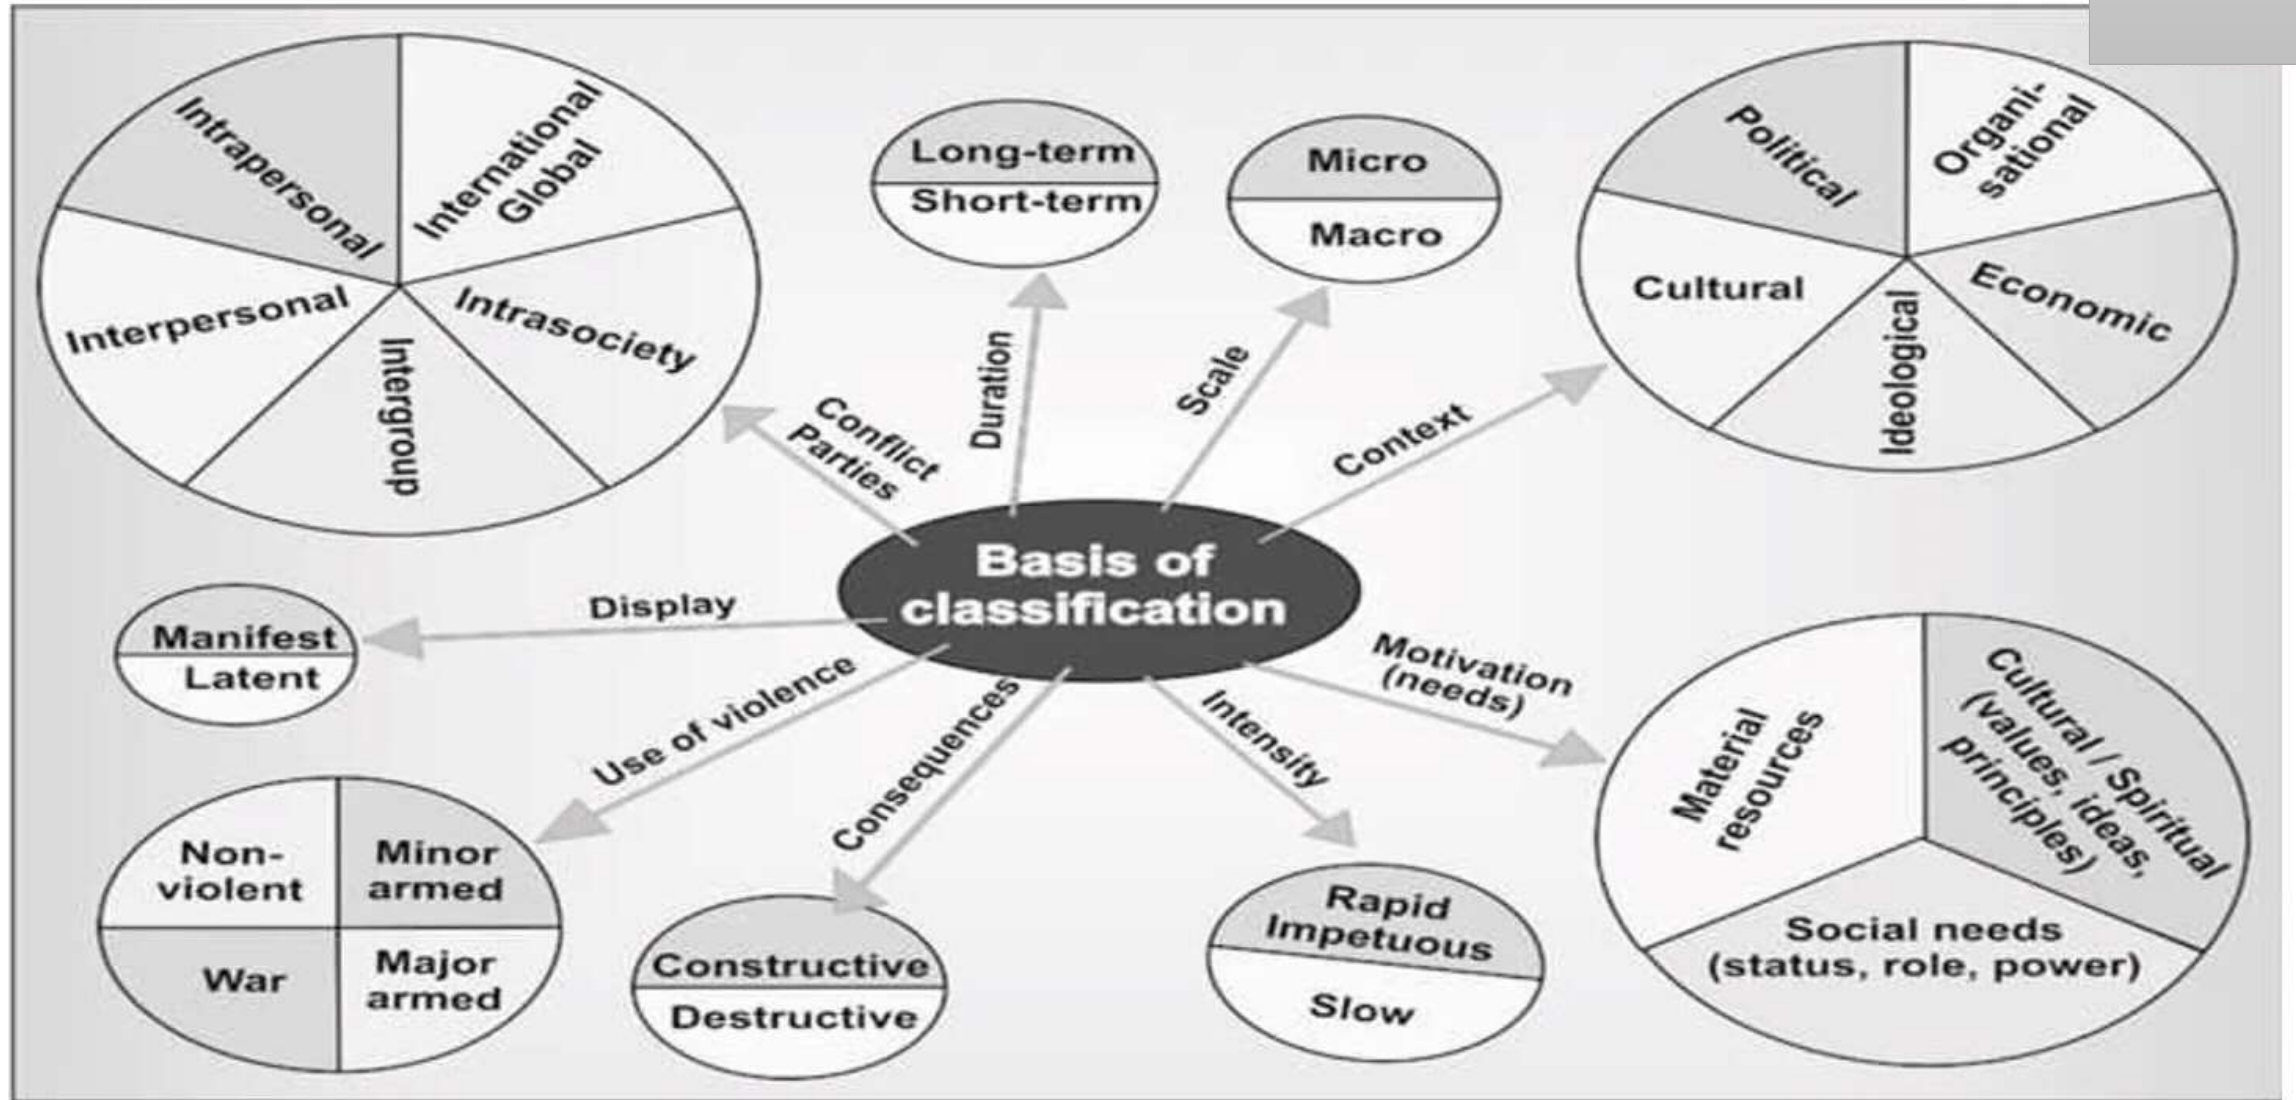 Intrapersonal
International
Global
Interpersonal
Intergroup
Intrasociety
Long-term
Short-term
Micro
Macro
Political
Organi-
sational
Cultural
Ideological
Economic
Conflict
Parties
Duration
Scale
Context
Basis of
classification
Display
Manifest
Latent
Use of violence
Consequences
Intensity
Motivation
(needs)
Non-
violent
Minor
armed
War
Major
armed
Constructive
Destructive
Rapid
Impetuous
Slow
Material
resources
Cultural / Spiritual
(values, ideas,
principles)
Social needs
(status, role, power)